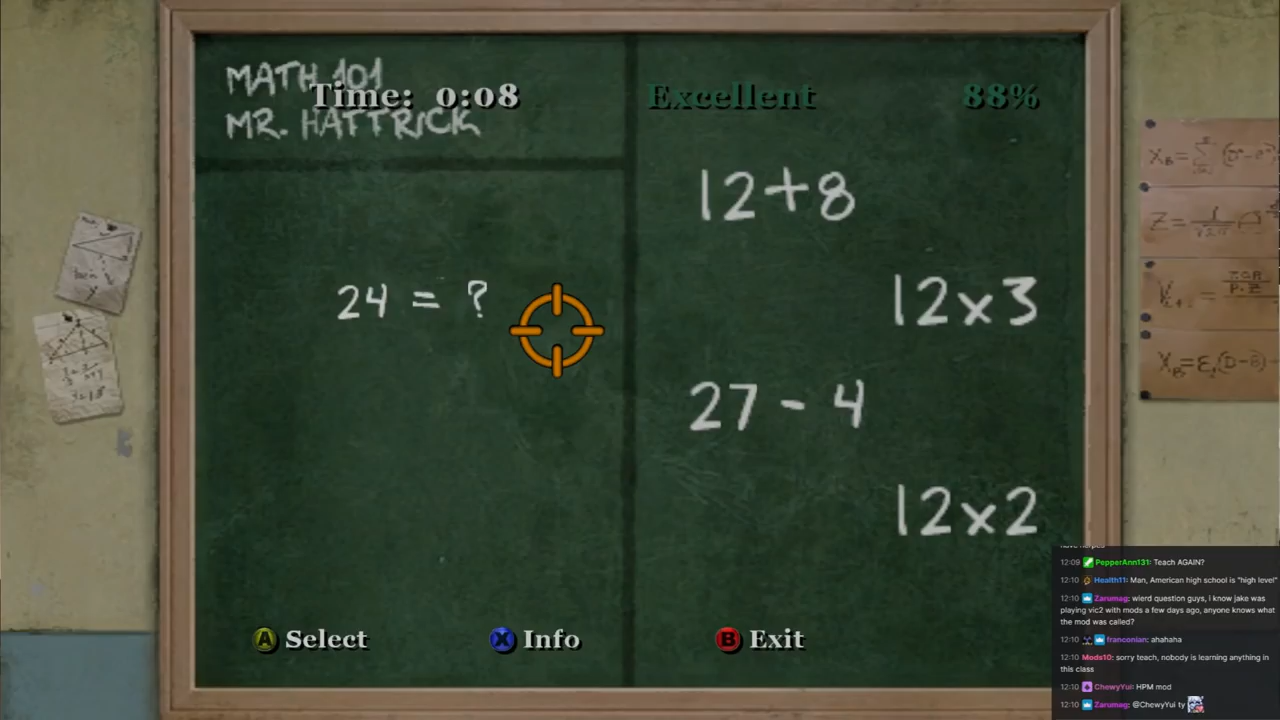 MATH 101
Time: 0:08
MR. HATTRICK
Excellent 88%
12+8
24 = ?
12x3
27 - 4
12x2
A Select
X Info
B Exit
12:09 PepperAnn131: Teach AGAIN?
12:10 Health11: Man, American high school is "high level"
12:10 Zarumag: wierd question guys, i know jake was
playing vic2 with mods a few days ago, anyone knows what
the mod was called?
12:10 franconian: ahahaha
12:10 Mods10: sorry teach, nobody is learning anything in
this class
12:10 ChewyYui: HPM mod
12:10 Zarumag: @ChewyYui ty